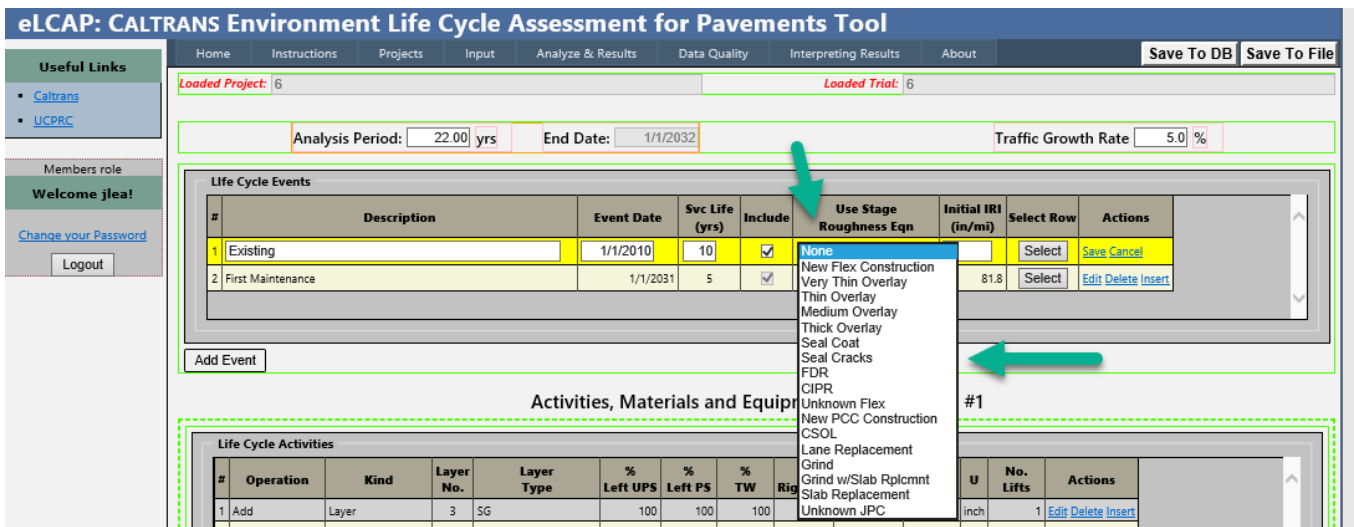 eLCAP: CALTRANS Environment Life Cycle Assessment for Pavements Tool
Home Instructions Projects Input Analyze & Results Data Quality Interpreting Results About Save To DB Save To File
Useful Links
Caltrans
UCPRC
Members role
Welcome jlea!
Change your Password
Logout
Loaded Project: 6 Loaded Trial: 6
Analysis Period: 22.00 yrs End Date: 1/1/2032 Traffic Growth Rate 5.0 %
Life Cycle Events
# Description Event Date Svc Life (yrs) Include Use Stage Roughness Eqn Initial IRI (in/mi) Select Row Actions
1 Existing 1/1/2010 10 Select Save Cancel
2 First Maintenance 1/1/2031 5 81.8 Select Edit Delete Insert
None
New Flex Construction
Very Thin Overlay
Thin Overlay
Medium Overlay
Thick Overlay
Seal Coat
Seal Cracks
FDR
CIPR
Unknown Flex
New PCC Construction
CSOL
Lane Replacement
Grind
Grind w/Slab Rplcmnt
Slab Replacement
Unknown JPC
Add Event
Activities, Materials and #1
Life Cycle Activities
# Operation Kind Layer No. Layer Type % Left UPS % Left PS % TW U No. Lifts Actions
1 Add Layer 3 SG 100 100 100 inch 1 Edit Delete Insert